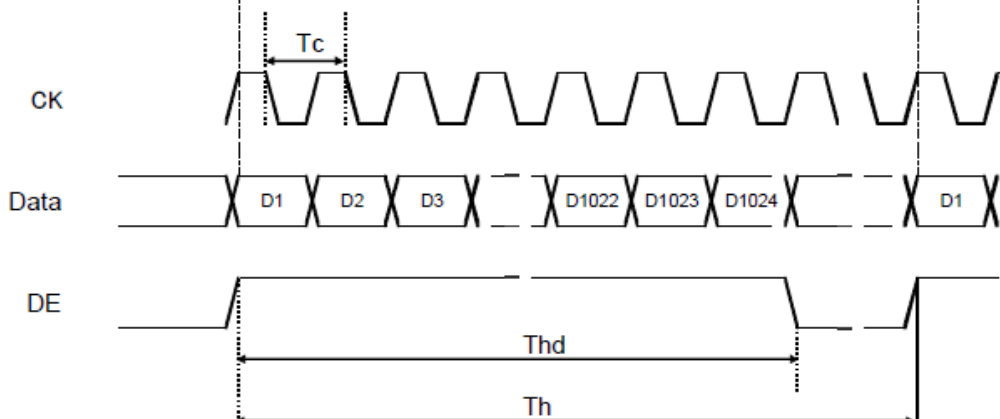 Tc
CK
Data D1 D2 D3 D1022 D1023 D1024 D1
DE
Thd
Th